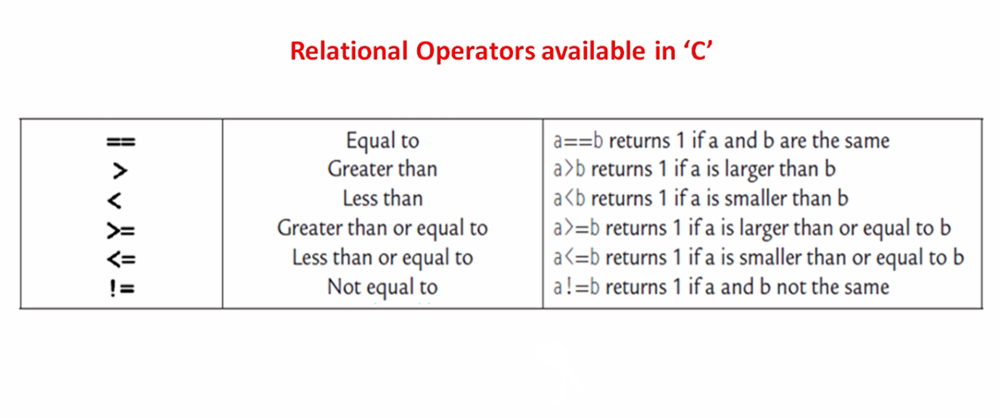 Relational Operators available in ‘C’
== Equal to a==b returns 1 if a and b are the same
> Greater than a>b returns 1 if a is larger than b
< Less than a<b returns 1 if a is smaller than b
>= Greater than or equal to a>=b returns 1 if a is larger than or equal to b
<= Less than or equal to a<=b returns 1 if a is smaller than or equal to b
!= Not equal to a!=b returns 1 if a and b not the same